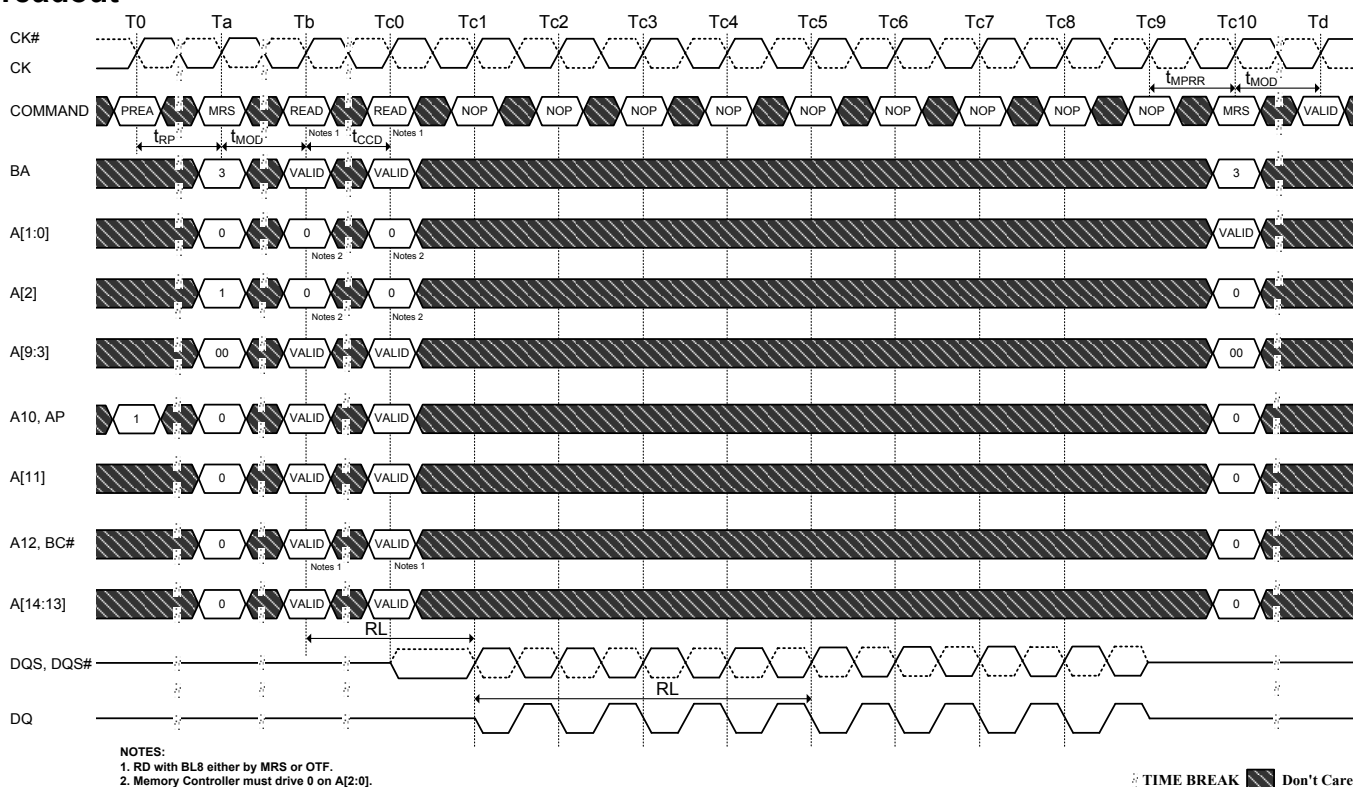 readout
T0 Ta Tb Tc0 Tc1 Tc2 Tc3 Tc4 Tc5 Tc6 Tc7 Tc8 Tc9 Tc10 Td
CK#
CK
tMPRR tMOD
COMMAND PREA MRS READ READ NOP NOP NOP NOP NOP NOP NOP NOP NOP MRS VALID
Notes 1 Notes 1
tRP tMOD tCCD
BA 3 VALID VALID 3
A[1:0] 0 0 0 VALID
Notes 2 Notes 2
A[2] 1 0 0 0
Notes 2 Notes 2
A[9:3] 00 VALID VALID 00
A10, AP 1 0 VALID VALID 0
A[11] 0 VALID VALID 0
A12, BC# 0 VALID VALID 0
Notes 1 Notes 1
A[14:13] 0 VALID VALID 0
RL
DQS, DQS#
RL
DQ
NOTES:
1. RD with BL8 either by MRS or OTF.
2. Memory Controller must drive 0 on A[2:0].
TIME BREAK Don't Care